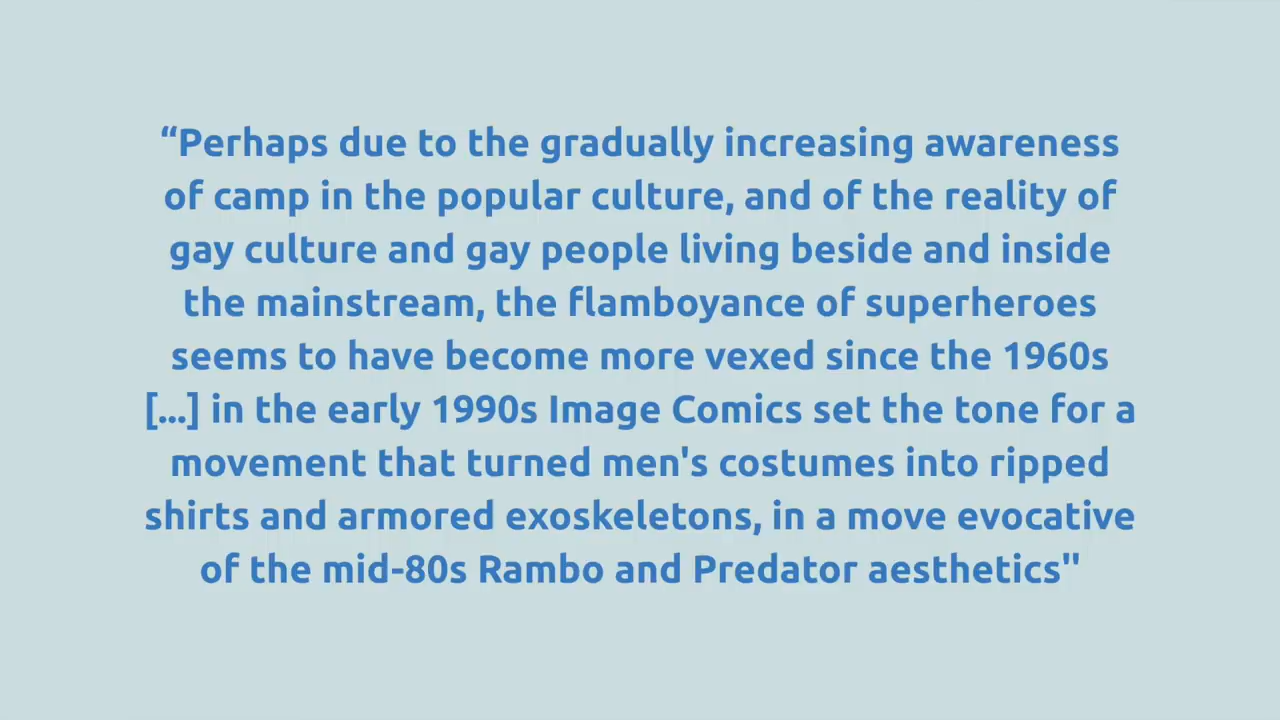 “Perhaps due to the gradually increasing awareness
of camp in the popular culture, and of the reality of
gay culture and gay people living beside and inside
the mainstream, the flamboyance of superheroes
seems to have become more vexed since the 1960s
[...] in the early 1990s Image Comics set the tone for a
movement that turned men's costumes into ripped
shirts and armored exoskeletons, in a move evocative
of the mid-80s Rambo and Predator aesthetics"